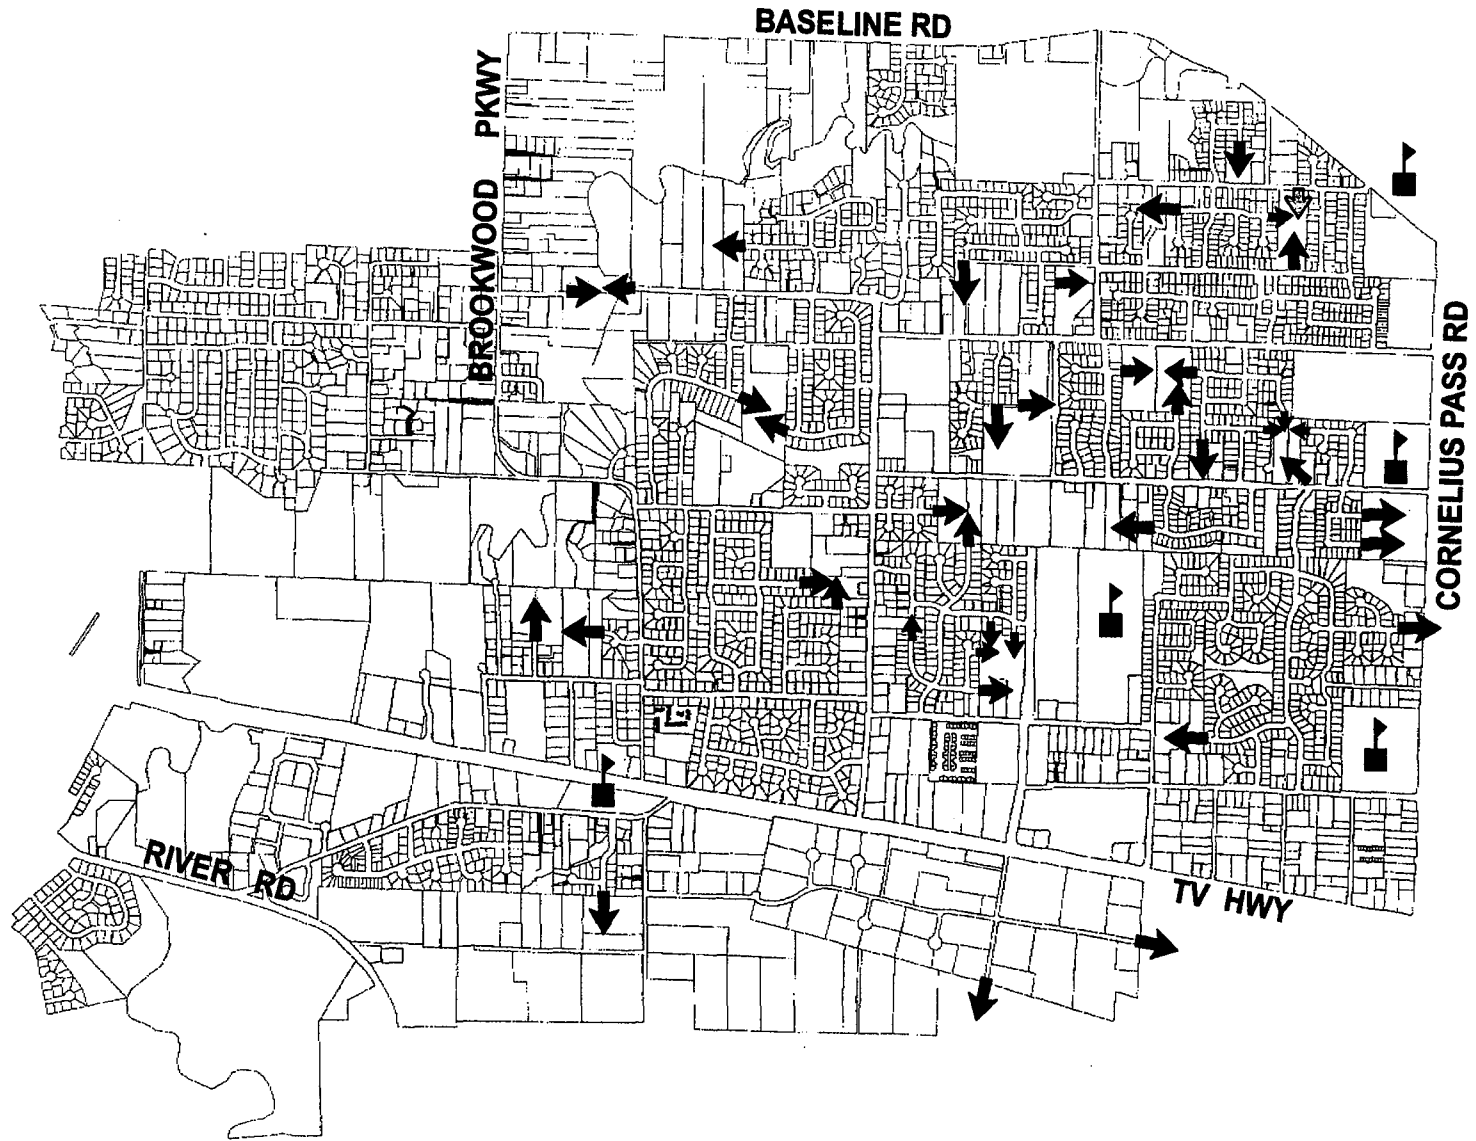 BASELINE RD
BROOKWOOD PKWY
CORNELIUS PASS RD
RIVER RD
TV HWY